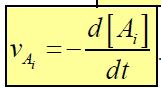 v_{A_i} = -\frac{d[A_i]}{dt}